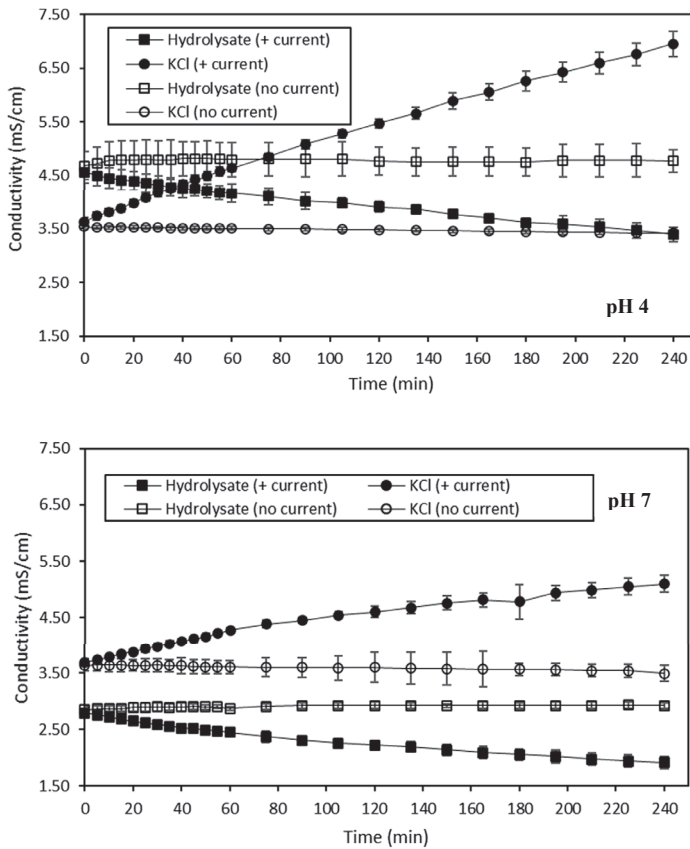 7.50
6.50
5.50
4.50
3.50
2.50
1.50
Conductivity (mS/cm)
Hydrolysate (+ current)
KCl (+ current)
Hydrolysate (no current)
KCl (no current)
pH 4
0 20 40 60 80 100 120 140 160 180 200 220 240
Time (min)
7.50
6.50
5.50
4.50
3.50
2.50
1.50
Conductivity (mS/cm)
Hydrolysate (+ current) KCl (+ current)
Hydrolysate (no current) KCl (no current)
pH 7
0 20 40 60 80 100 120 140 160 180 200 220 240
Time (min)